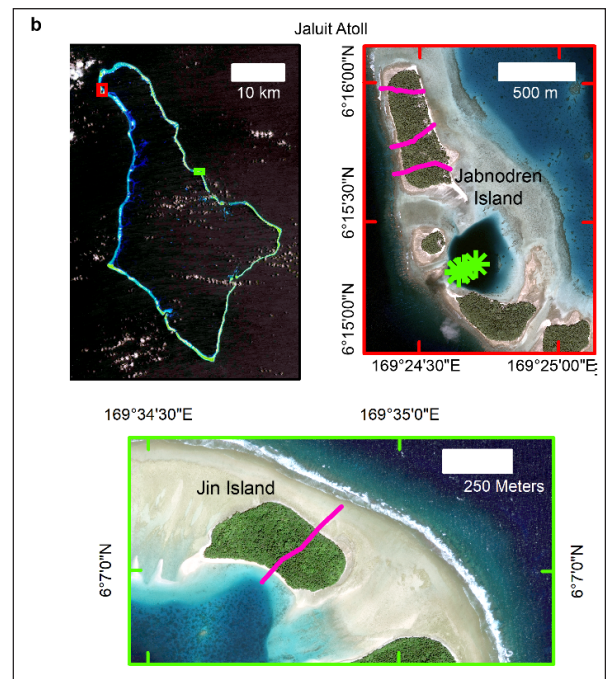 b
Jaluit Atoll
10 km
500 m
6°16'00"N
6°15'30"N
6°15'00"N
Jabnodren
Island
169°24'30"E
169°25'00"E
169°34'30"E
169°35'0"E
Jin Island
250 Meters
6°7'0"N
6°7'0"N